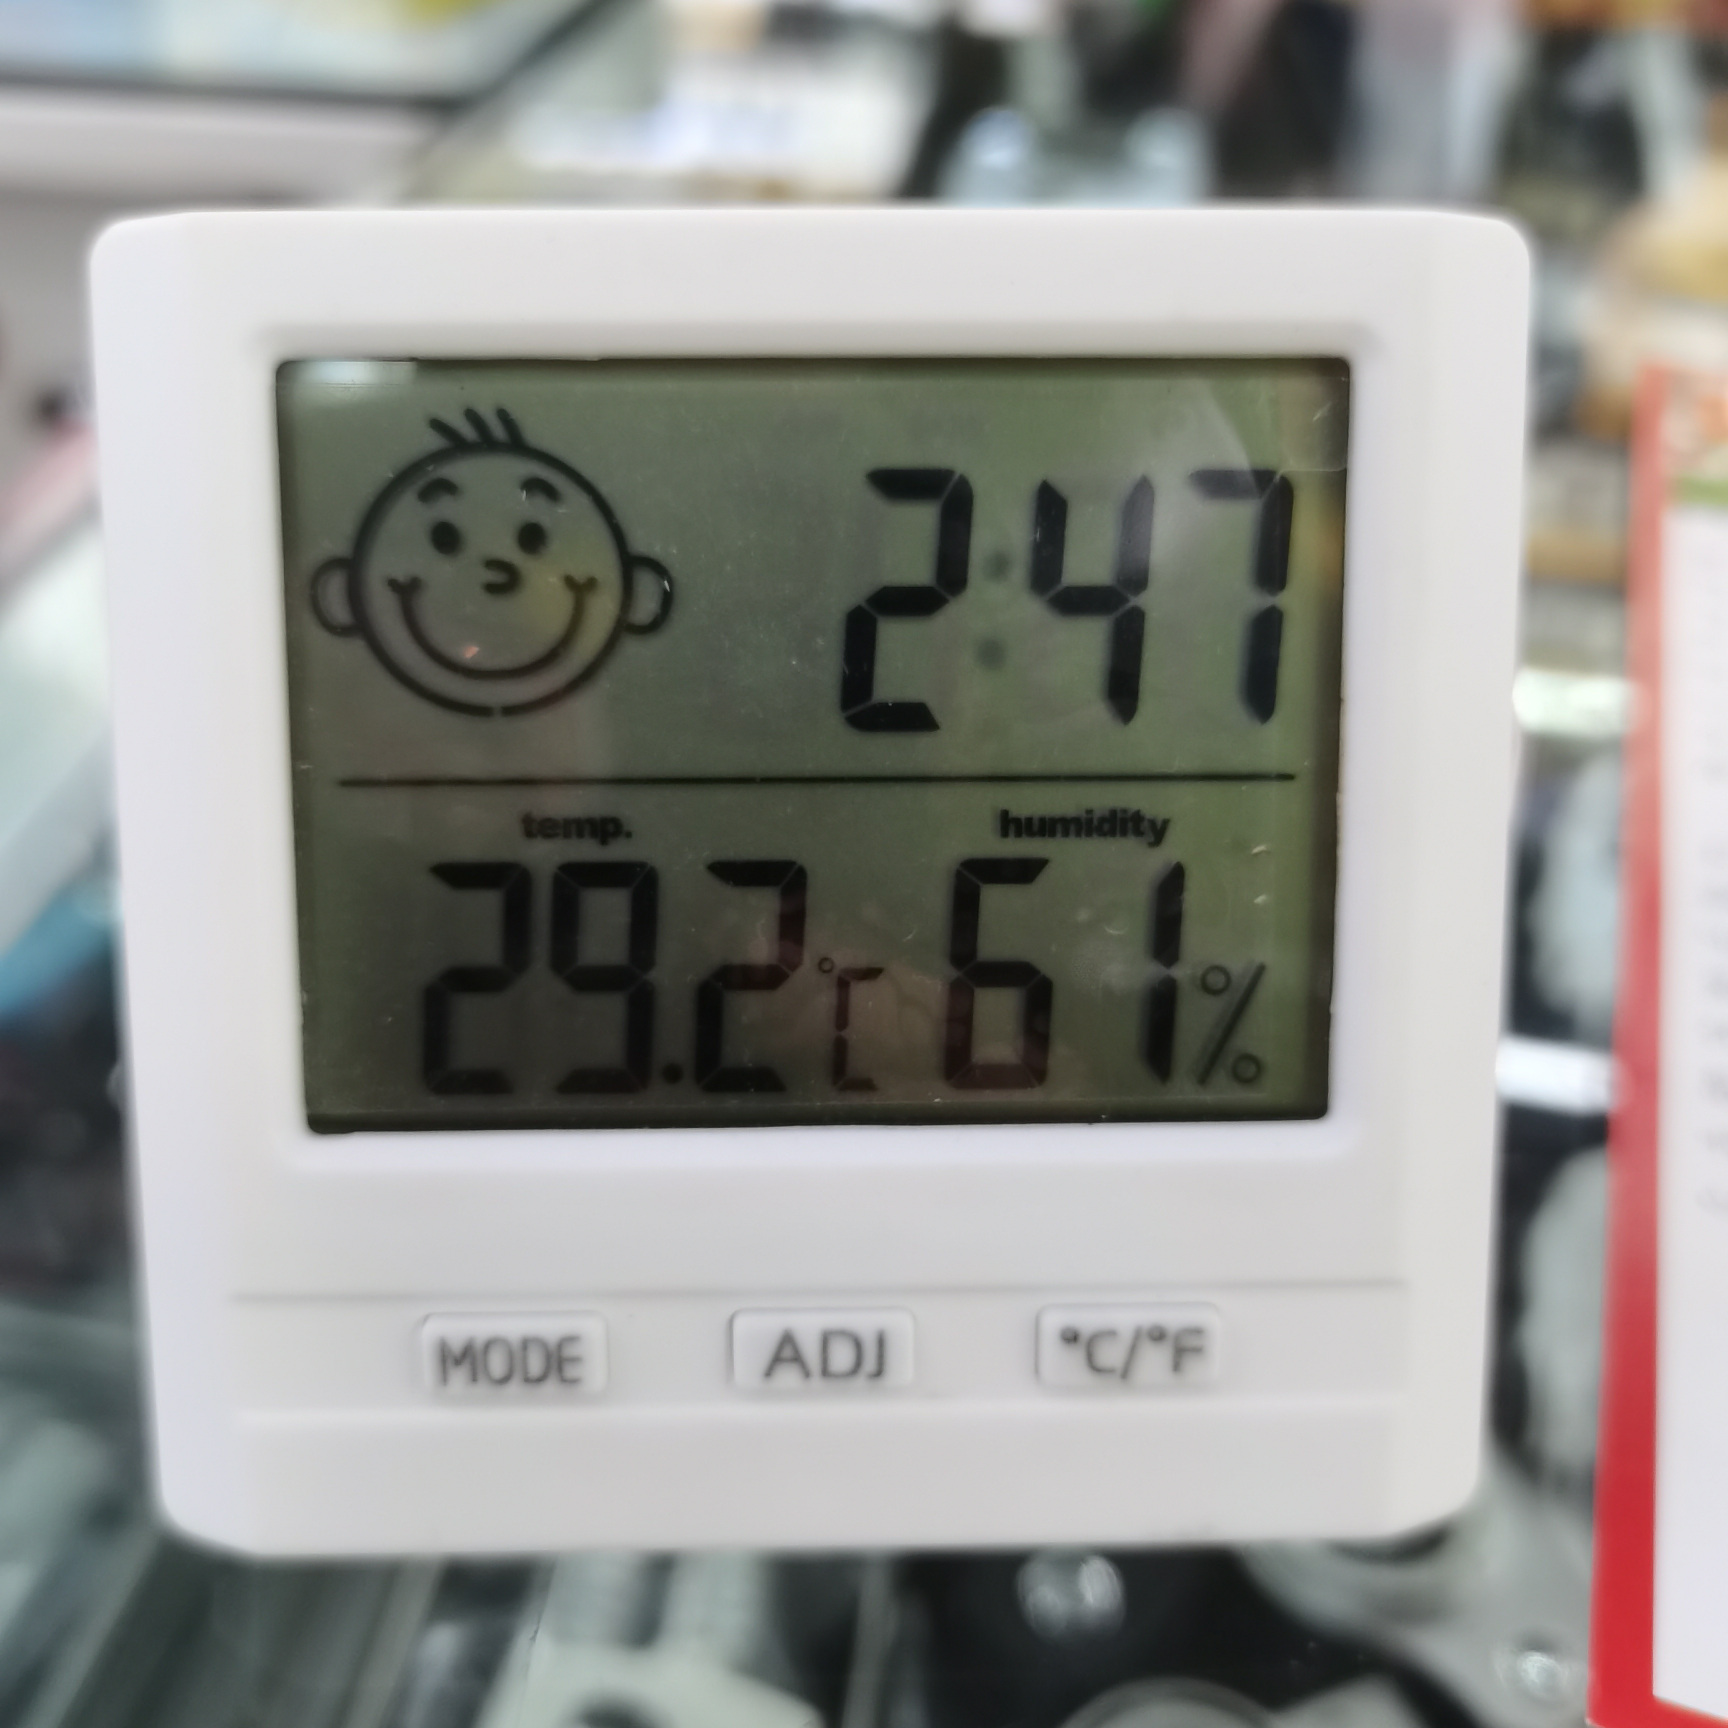 2:47
temp. humidity
29.2°C 61%
MODE ADJ °C/°F